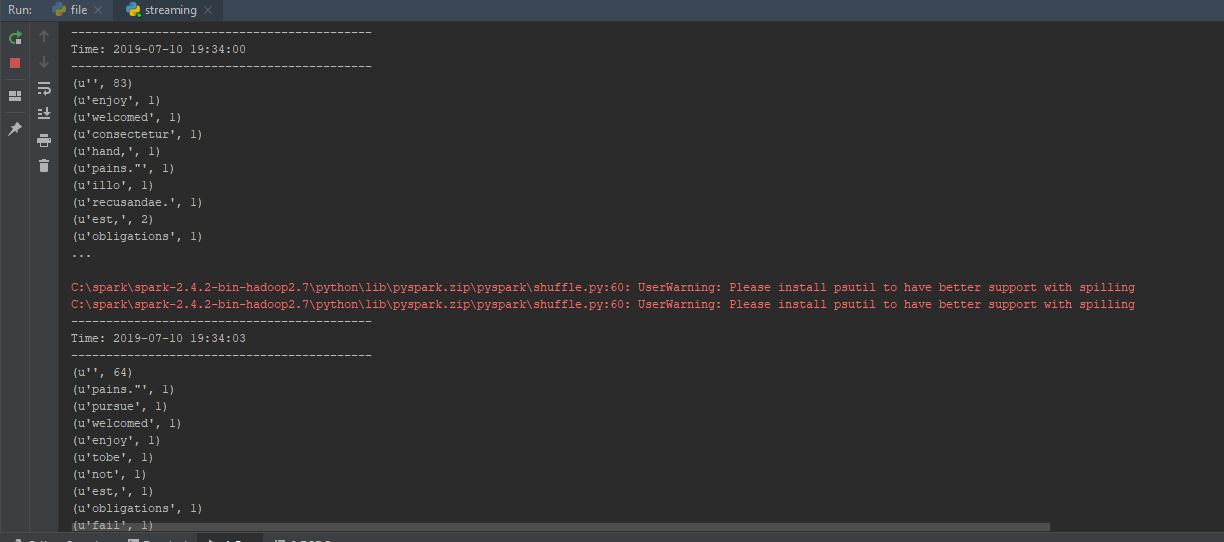 Run: file streaming
-------------------------------------------
Time: 2019-07-10 19:34:00
-------------------------------------------
(u'', 83)
(u'enjoy', 1)
(u'welcomed', 1)
(u'consectetur', 1)
(u'hand,', 1)
(u'pains."', 1)
(u'illo', 1)
(u'recusandae.', 1)
(u'est,', 2)
(u'obligations', 1)
...
C:\spark\spark-2.4.2-bin-hadoop2.7\python\lib\pyspark.zip\pyspark\shuffle.py:60: UserWarning: Please install psutil to have better support with spilling
C:\spark\spark-2.4.2-bin-hadoop2.7\python\lib\pyspark.zip\pyspark\shuffle.py:60: UserWarning: Please install psutil to have better support with spilling
-------------------------------------------
Time: 2019-07-10 19:34:03
-------------------------------------------
(u'', 64)
(u'pains."', 1)
(u'pursue', 1)
(u'welcomed', 1)
(u'enjoy', 1)
(u'tobe', 1)
(u'not', 1)
(u'est,', 1)
(u'obligations', 1)
(u'fail', 1)